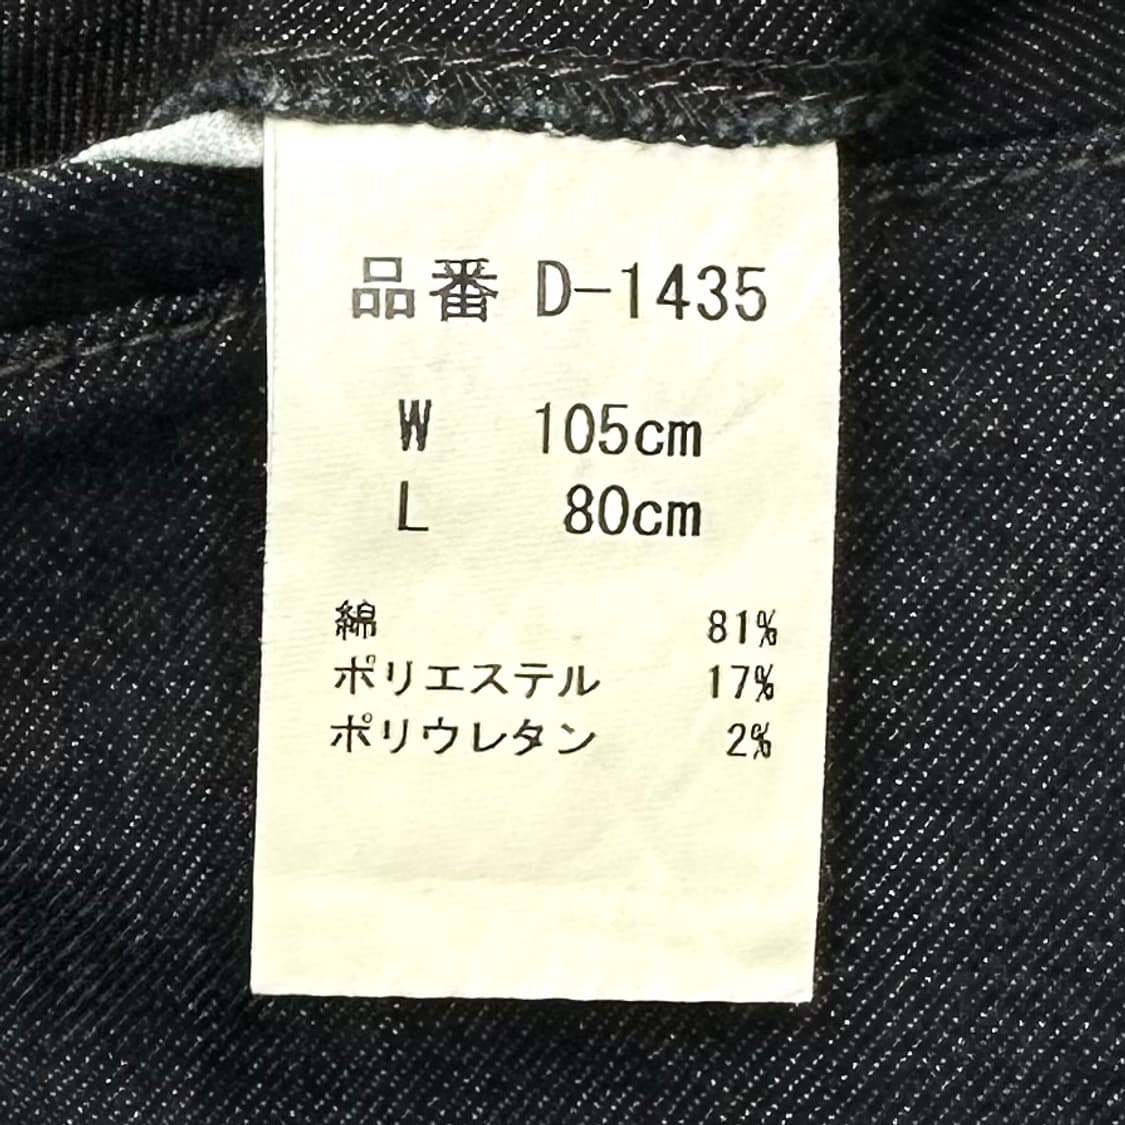 品番 D-1435
W 105cm
L 80cm
綿 81%
ポリエステル 17%
ポリウレタン 2%